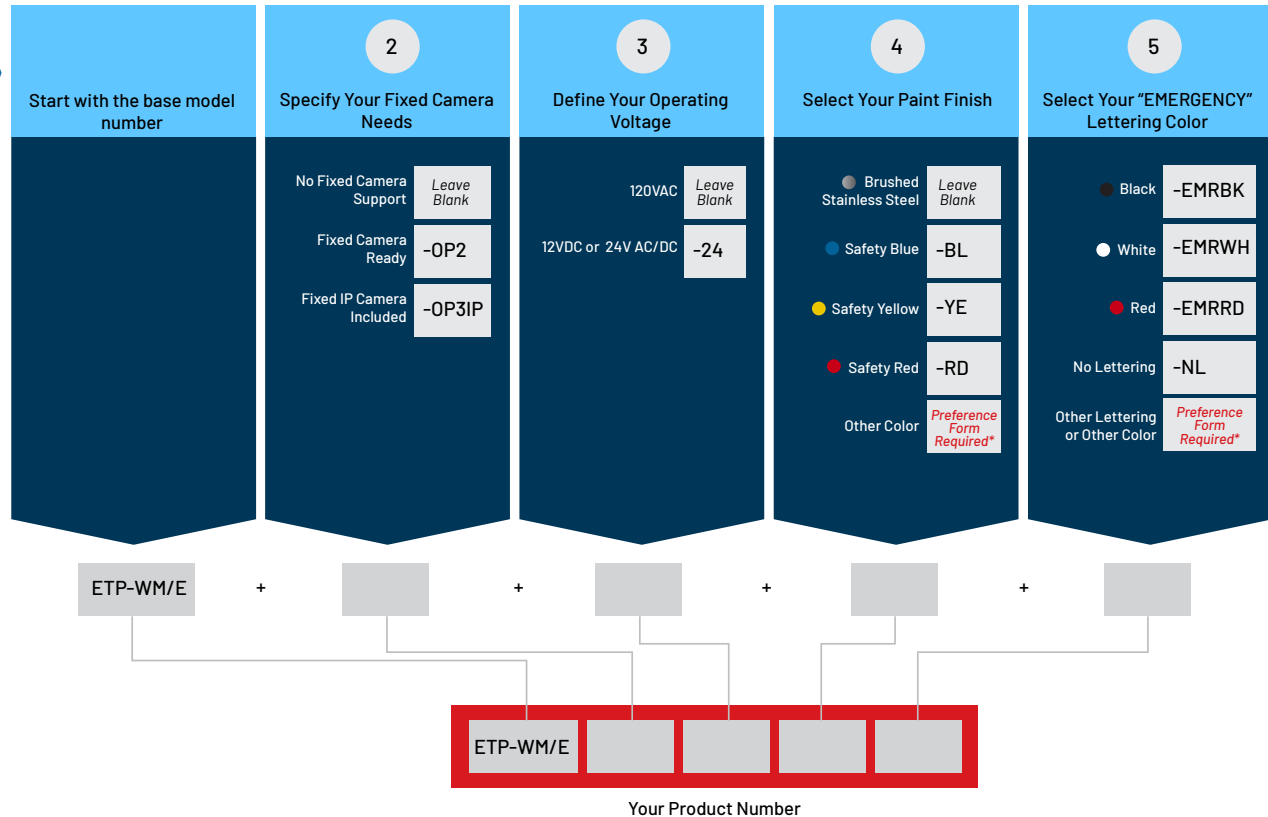 Start with the base model
number
2
Specify Your Fixed Camera
Needs
No Fixed Camera
Support
Leave
Blank
Fixed Camera
Ready
-OP2
Fixed IP Camera
Included
-OP3IP
3
Define Your Operating
Voltage
120VAC
Leave
Blank
12VDC or 24V AC/DC
-24
4
Select Your Paint Finish
Brushed
Stainless Steel
Leave
Blank
Safety Blue
-BL
Safety Yellow
-YE
Safety Red
-RD
Other Color
Preference
Form
Required*
5
Select Your “EMERGENCY”
Lettering Color
Black
-EMRBK
White
-EMRWH
Red
-EMRRD
No Lettering
-NL
Other Lettering
or Other Color
Preference
Form
Required*
ETP-WM/E + + + +
ETP-WM/E
Your Product Number